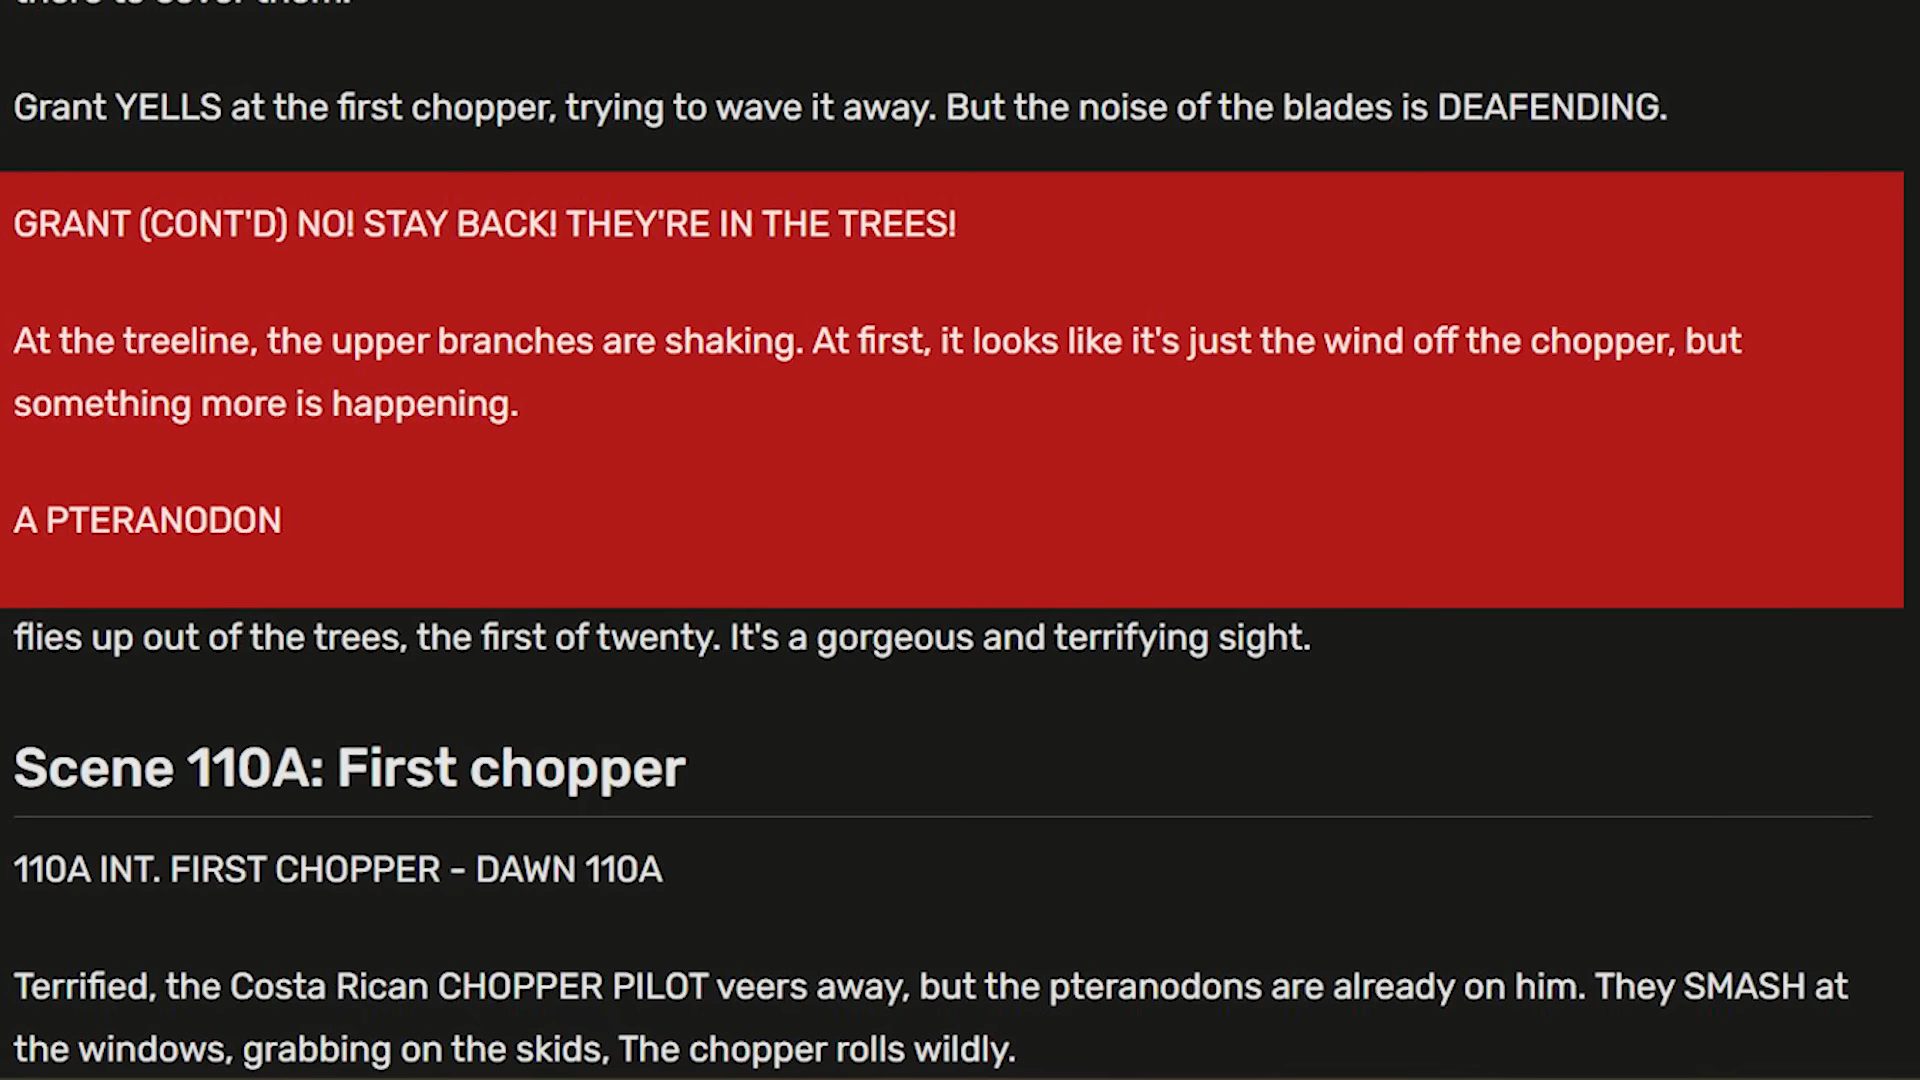 there to cover them.
Grant YELLS at the first chopper, trying to wave it away. But the noise of the blades is DEAFENDING.
GRANT (CONT'D) NO! STAY BACK! THEY'RE IN THE TREES!
At the treeline, the upper branches are shaking. At first, it looks like it's just the wind off the chopper, but
something more is happening.
A PTERANODON
flies up out of the trees, the first of twenty. It's a gorgeous and terrifying sight.
Scene 110A: First chopper
110A INT. FIRST CHOPPER - DAWN 110A
Terrified, the Costa Rican CHOPPER PILOT veers away, but the pteranodons are already on him. They SMASH at
the windows, grabbing on the skids, The chopper rolls wildly.